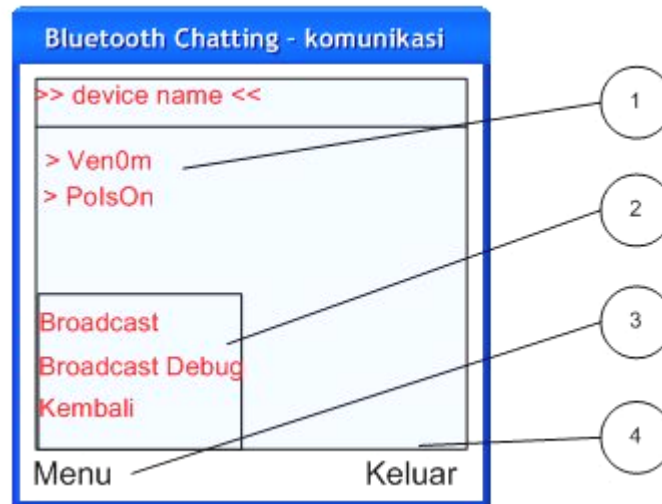 Bluetooth Chatting - komunikasi
>> device name <<
> Ven0m
> PoIsOn
Broadcast
Broadcast Debug
Kembali
Menu Keluar
1
2
3
4